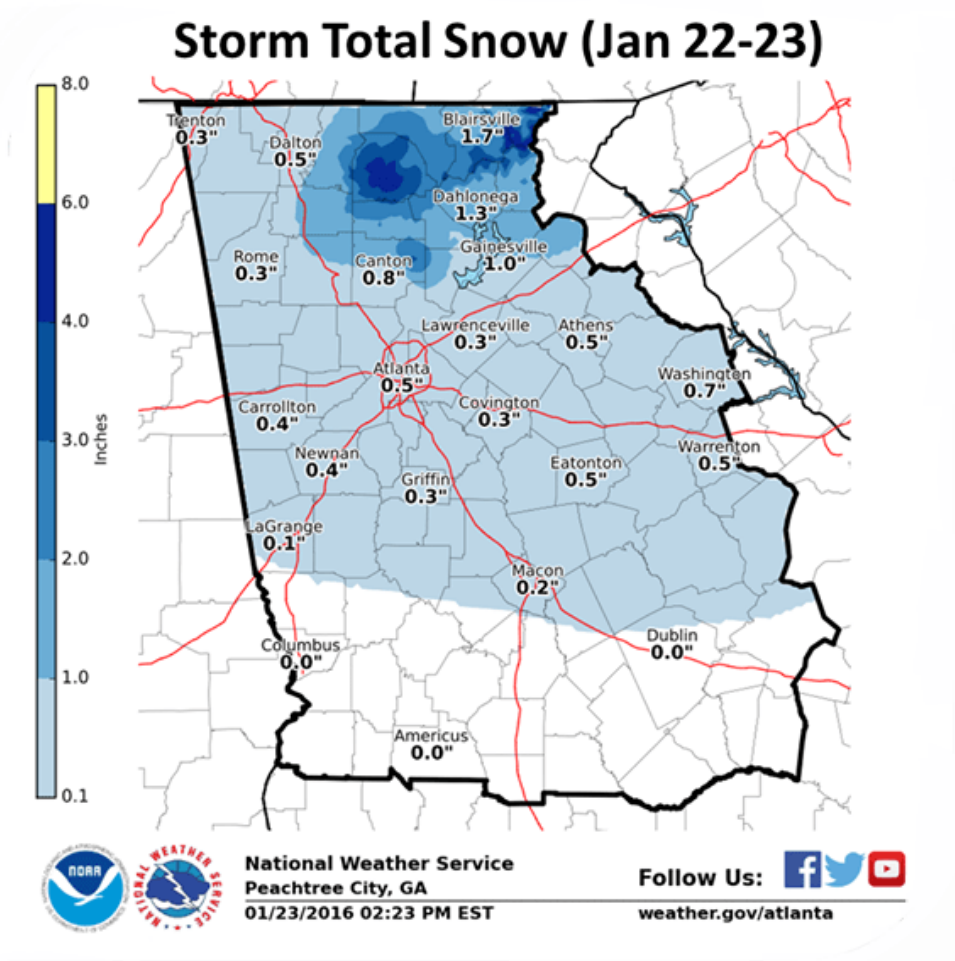 Storm Total Snow (Jan 22-23)
8.0
6.0
4.0
3.0
2.0
1.0
0.1
Inches
Trenton
0.3"
Dalton
0.5"
Blairsville
1.7"
Dahlonega
1.3"
Rome
0.3"
Canton
0.8"
Gainesville
1.0"
Lawrenceville
0.3"
Athens
0.5"
Atlanta
0.5"
Washington
0.7"
Carrollton
0.4"
Covington
0.3"
Newnan
0.4"
Griffin
0.3"
Eatonton
0.5"
Warrenton
0.5"
LaGrange
0.1"
Macon
0.2"
Columbus
0.0"
Dublin
0.0"
Americus
0.0"
NOAA
NATIONAL WEATHER SERVICE
National Weather Service
Peachtree City, GA
01/23/2016 02:23 PM EST
Follow Us:
weather.gov/atlanta